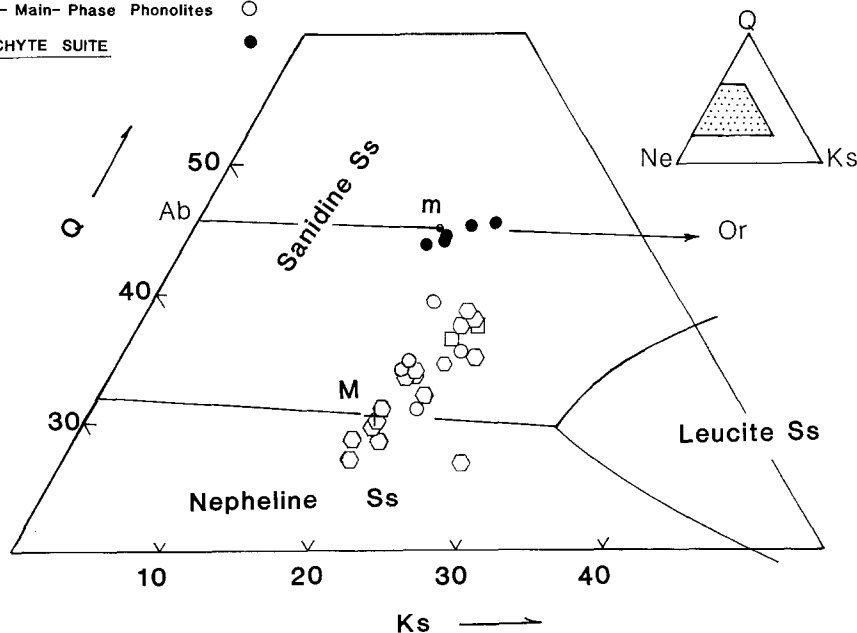 – Main– Phase Phonolites
CHYTE SUITE
Q
Ne
Ks
50
Q
Ab
Sanidine Ss
m
Or
40
M
30
Leucite Ss
Nepheline Ss
10
20
30
40
Ks